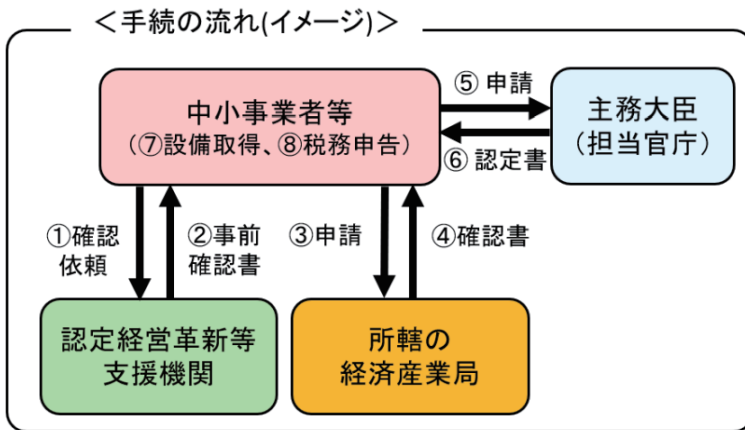 ＜手続の流れ(イメージ)＞
中小事業者等
（⑦設備取得、⑧税務申告）
⑤ 申請
⑥ 認定書
主務大臣
（担当官庁）
①確認
依頼
②事前
確認書
③申請
④確認書
認定経営革新等
支援機関
所轄の
経済産業局